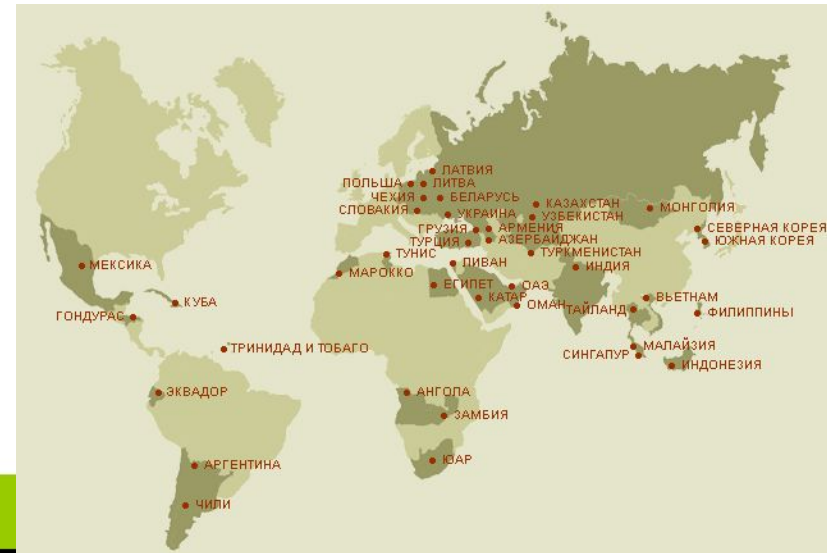 ЛАТВИЯ
ПОЛЬША ЛИТВА
ЧЕХИЯ БЕЛАРУСЬ
СЛОВАКИЯ УКРАИНА
КАЗАХСТАН
УЗБЕКИСТАН
МОНГОЛИЯ
ГРУЗИЯ АРМЕНИЯ
ТУРЦИЯ АЗЕРБАЙДЖАН
СЕВЕРНАЯ КОРЕЯ
ЮЖНАЯ КОРЕЯ
ТУНИС
ТУРКМЕНИСТАН
ЛИВАН
ИНДИЯ
МЕКСИКА
МАРОККО
ЕГИПЕТ
ОАЭ
КАТАР
ОМАН
КУБА
ВЬЕТНАМ
ТАЙЛАНД
ГОНДУРАС
ФИЛИППИНЫ
ТРИНИДАД И ТОБАГО
МАЛАЙЗИЯ
СИНГАПУР
ИНДОНЕЗИЯ
ЭКВАДОР
АНГОЛА
ЗАМБИЯ
АРГЕНТИНА
ЮАР
ЧИЛИ